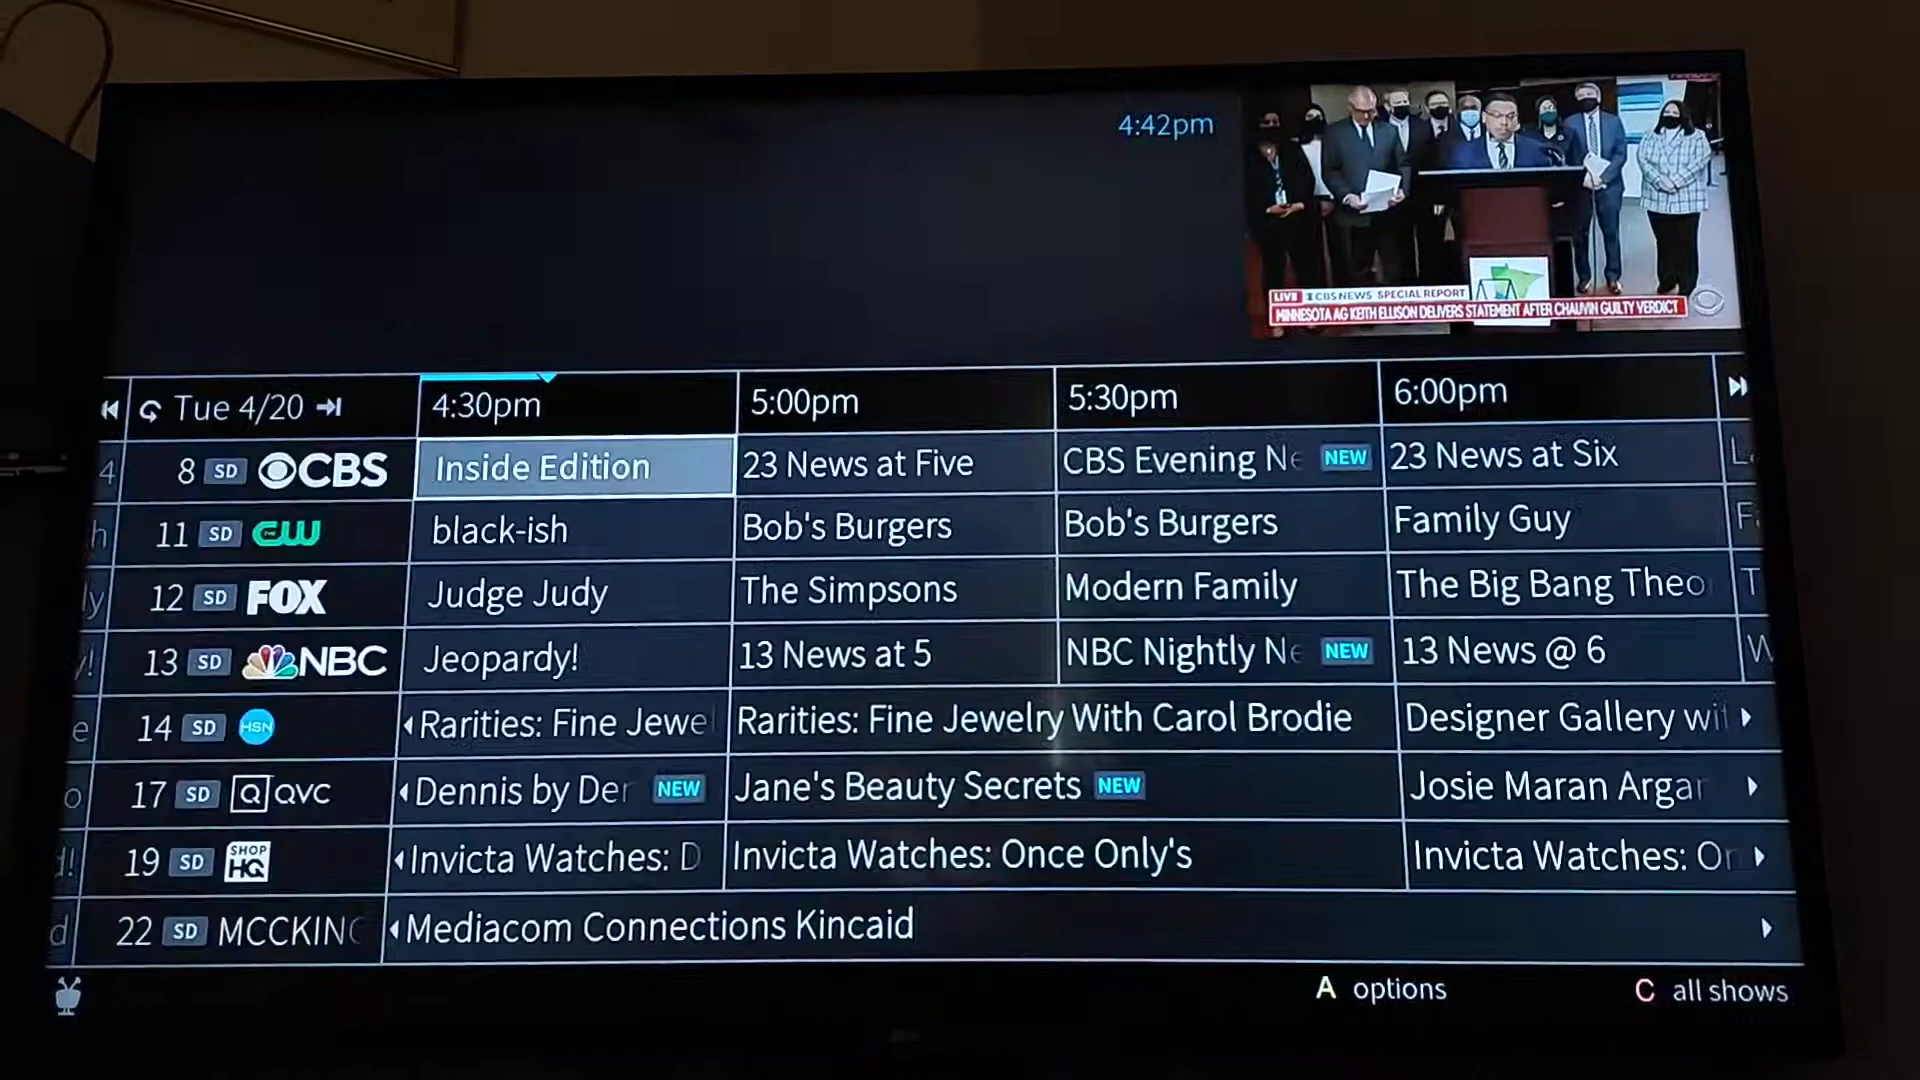 4:42pm
LIVE CBS NEWS SPECIAL REPORT
MINNESOTA AG KEITH ELLISON DELIVERS STATEMENT AFTER CHAUVIN GUILTY VERDICT
Tue 4/20 4:30pm 5:00pm 5:30pm 6:00pm
4 8 SD CBS Inside Edition 23 News at Five CBS Evening Ne NEW 23 News at Six
h 11 SD THE CW black-ish Bob's Burgers Bob's Burgers Family Guy
ly 12 SD FOX Judge Judy The Simpsons Modern Family The Big Bang Theo T
y! 13 SD NBC Jeopardy! 13 News at 5 NBC Nightly Ne NEW 13 News @ 6 W
e 14 SD HSN Rarities: Fine Jewe Rarities: Fine Jewelry With Carol Brodie Designer Gallery wit
o 17 SD Q QVC Dennis by Der NEW Jane's Beauty Secrets NEW Josie Maran Argan
d! 19 SD SHOP HQ Invicta Watches: D Invicta Watches: Once Only's Invicta Watches: On
d 22 SD MCCKINC Mediacom Connections Kincaid
A options C all shows